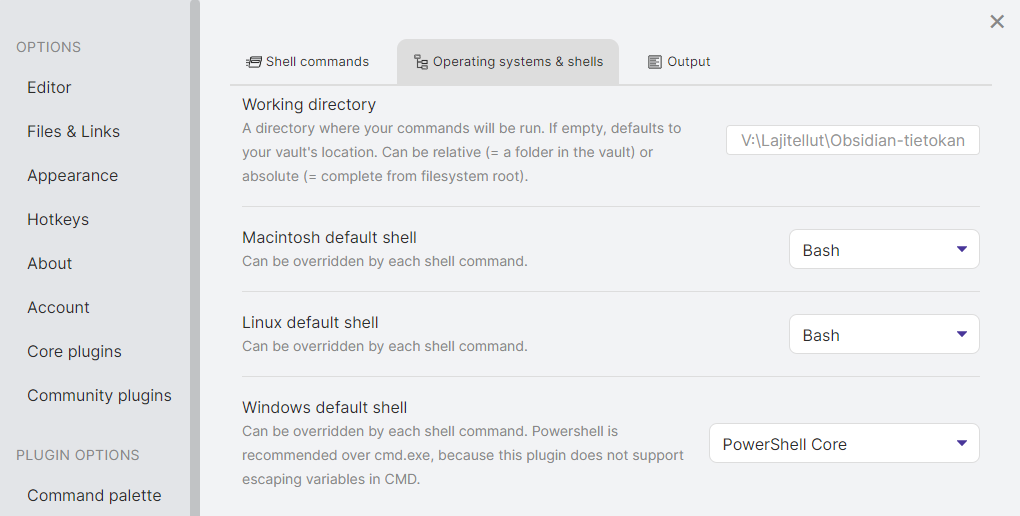 OPTIONS
Editor
Files & Links
Appearance
Hotkeys
About
Account
Core plugins
Community plugins
PLUGIN OPTIONS
Command palette
Shell commands
Operating systems & shells
Output
Working directory
A directory where your commands will be run. If empty, defaults to
your vault's location. Can be relative (= a folder in the vault) or
absolute (= complete from filesystem root).
V:\Lajitellut\Obsidian-tietokan
Macintosh default shell
Can be overridden by each shell command.
Bash
Linux default shell
Can be overridden by each shell command.
Bash
Windows default shell
Can be overridden by each shell command. Powershell is
recommended over cmd.exe, because this plugin does not support
escaping variables in CMD.
PowerShell Core